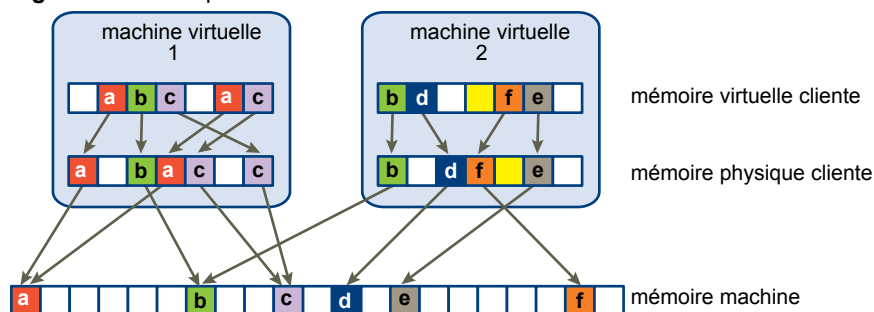 machine virtuelle
1
machine virtuelle
2
a b c a c
b d f e
mémoire virtuelle cliente
a b a c c
b d f e
mémoire physique cliente
a b c d e f
mémoire machine